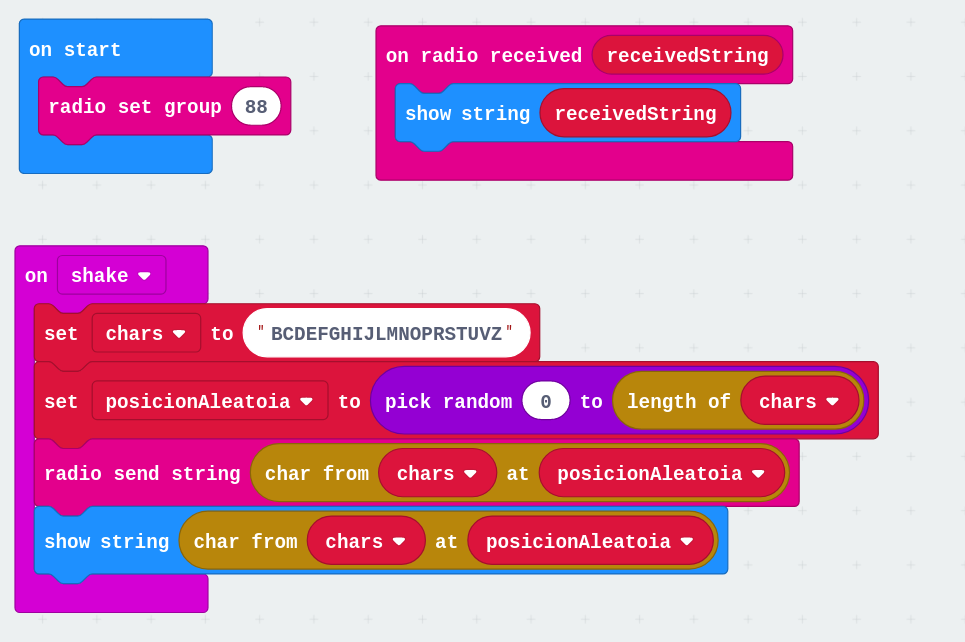 on start
radio set group 88
on radio received receivedString
show string receivedString
on shake
set chars to "BCDEFGHIJLMNOPRSTUVZ"
set posicionAleatoia to pick random 0 to length of chars
radio send string char from chars at posicionAleatoia
show string char from chars at posicionAleatoia